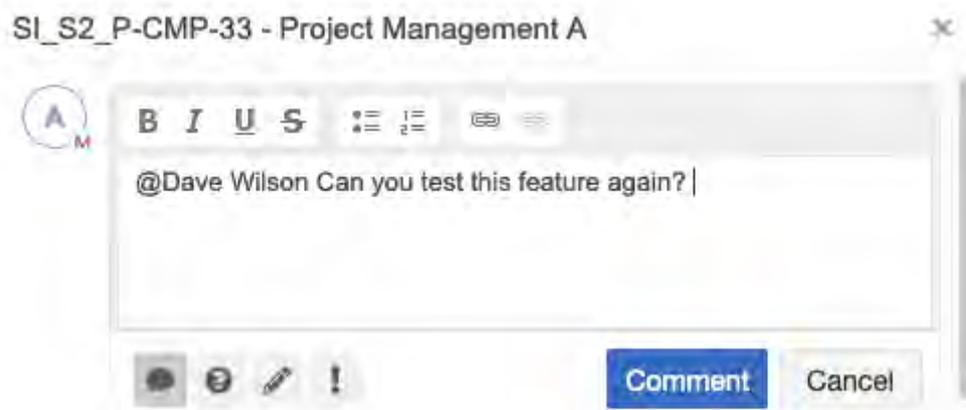 SI_S2_P-CMP-33 - Project Management A
A
M
B I U S
@Dave Wilson Can you test this feature again?
Comment Cancel